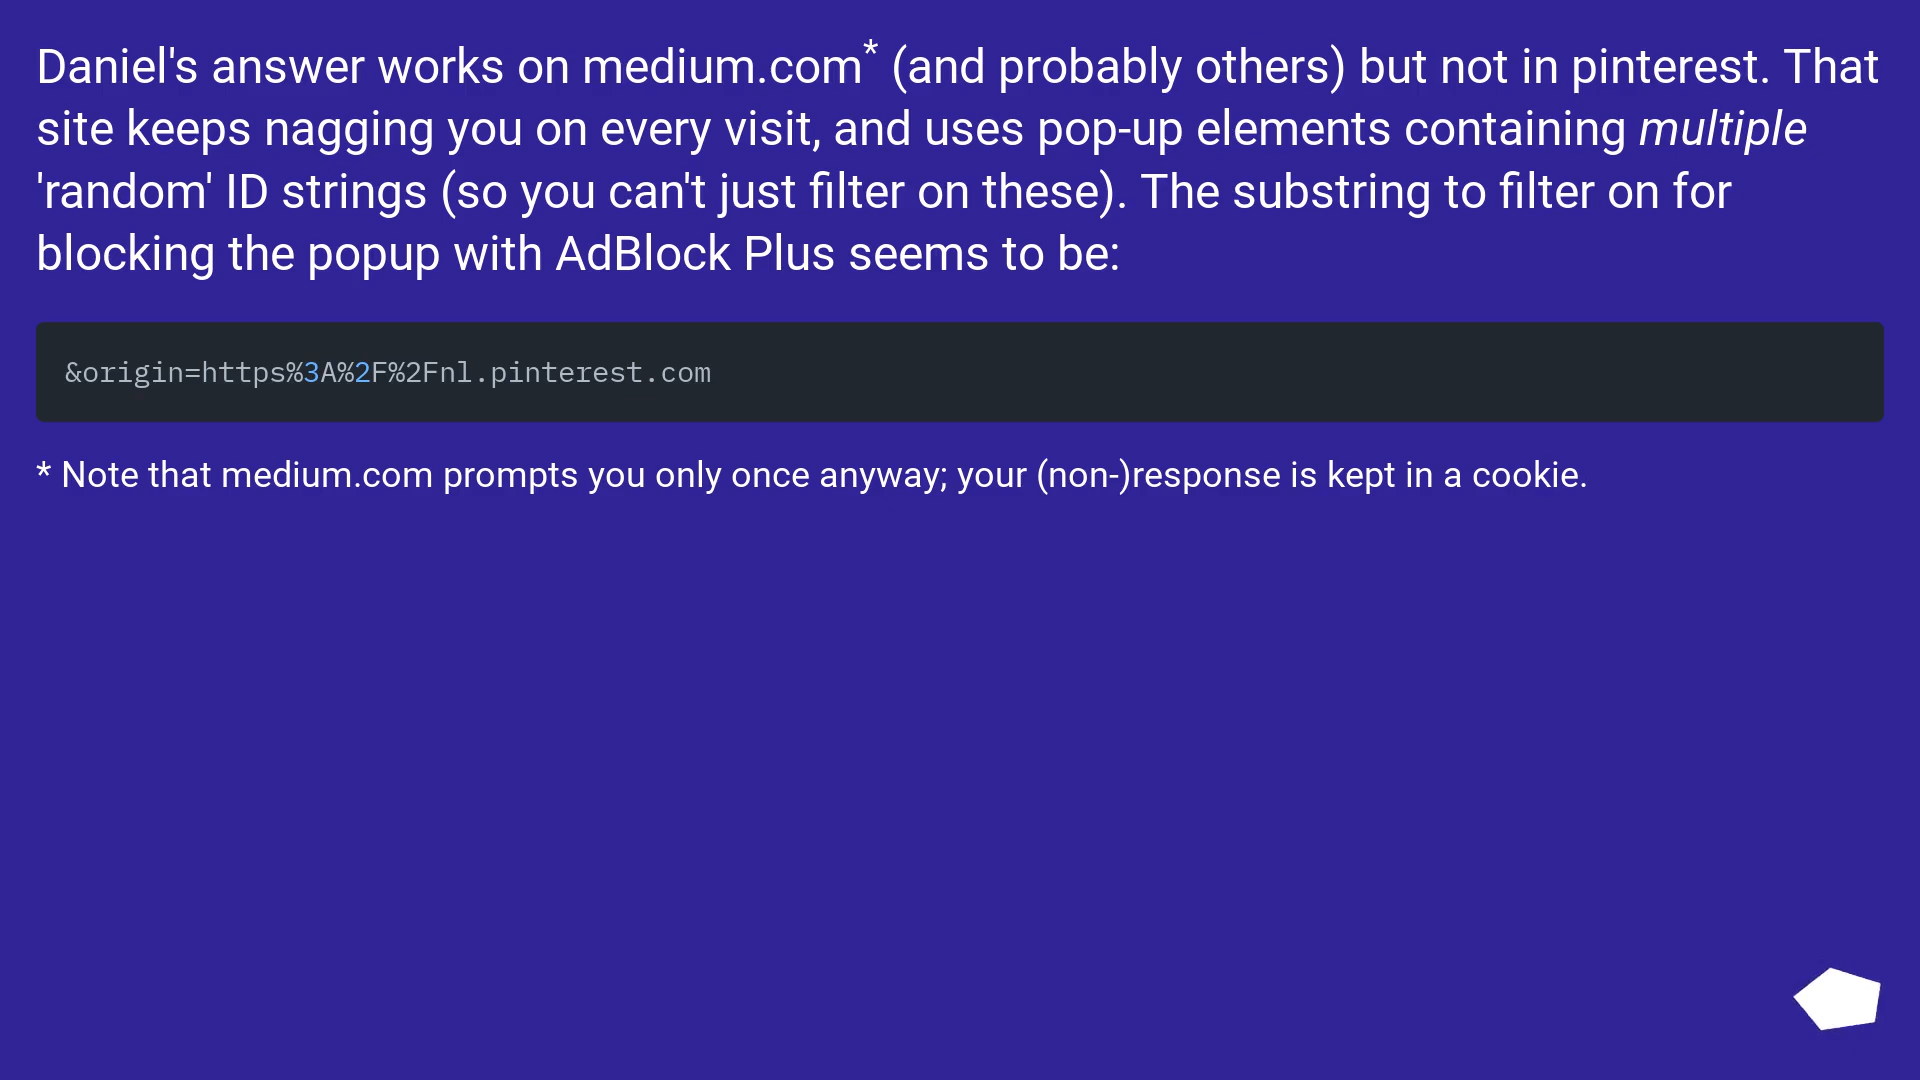 Daniel's answer works on medium.com* (and probably others) but not in pinterest. That
site keeps nagging you on every visit, and uses pop-up elements containing multiple
'random' ID strings (so you can't just filter on these). The substring to filter on for
blocking the popup with AdBlock Plus seems to be:
&origin=https%3A%2F%2Fnl.pinterest.com
* Note that medium.com prompts you only once anyway; your (non-)response is kept in a cookie.